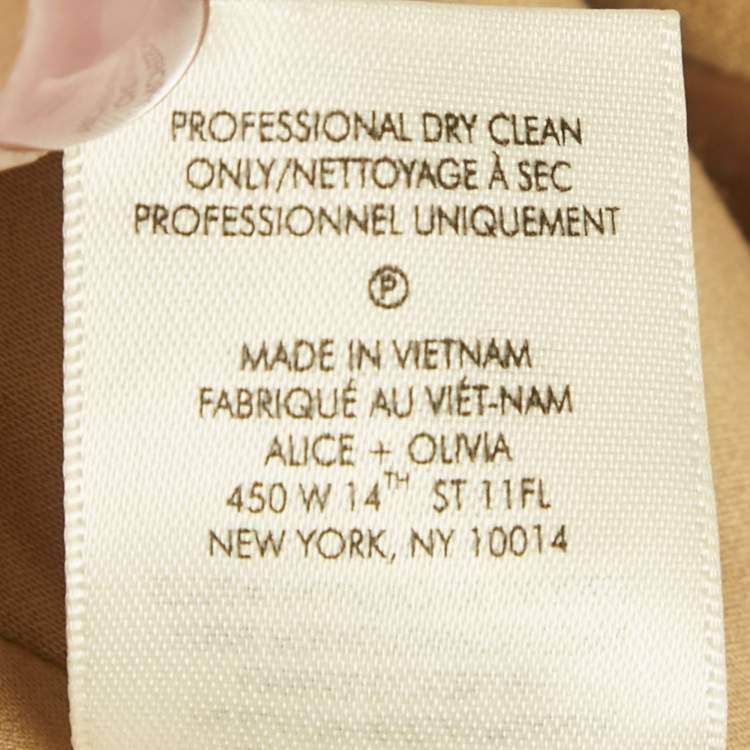 PROFESSIONAL DRY CLEAN
ONLY/NETTOYAGE À SEC
PROFESSIONNEL UNIQUEMENT
P
MADE IN VIETNAM
FABRIQUÉ AU VIÉT-NAM
ALICE + OLIVIA
450 W 14TH ST 11FL
NEW YORK, NY 10014